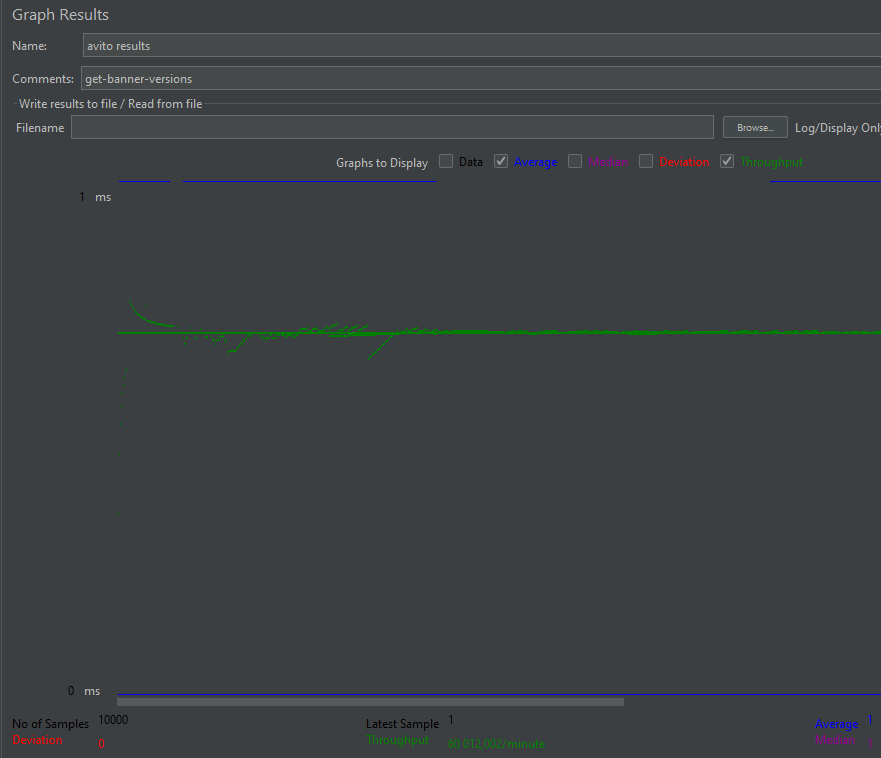 Graph Results
Name: avito results
Comments: get-banner-versions
Write results to file / Read from file
Filename Browse... Log/Display Only
Graphs to Display Data Average Median Deviation Throughput
1 ms
0 ms
No of Samples 10000 Latest Sample 1 Average 1
Deviation 0 Throughput 60 012,002/minute Median 1